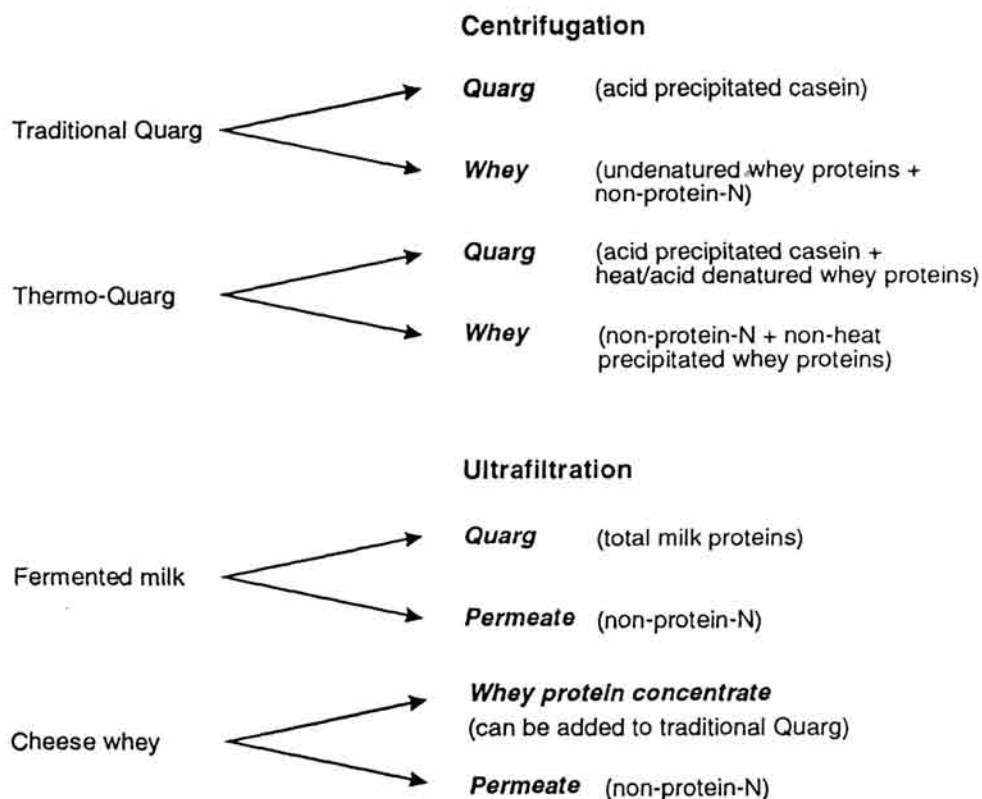 Centrifugation
Traditional Quarg
Quarg (acid precipitated casein)
Whey (undenatured whey proteins +
non-protein-N)
Thermo-Quarg
Quarg (acid precipitated casein +
heat/acid denatured whey proteins)
Whey (non-protein-N + non-heat
precipitated whey proteins)
Ultrafiltration
Fermented milk
Quarg (total milk proteins)
Permeate (non-protein-N)
Cheese whey
Whey protein concentrate
(can be added to traditional Quarg)
Permeate (non-protein-N)